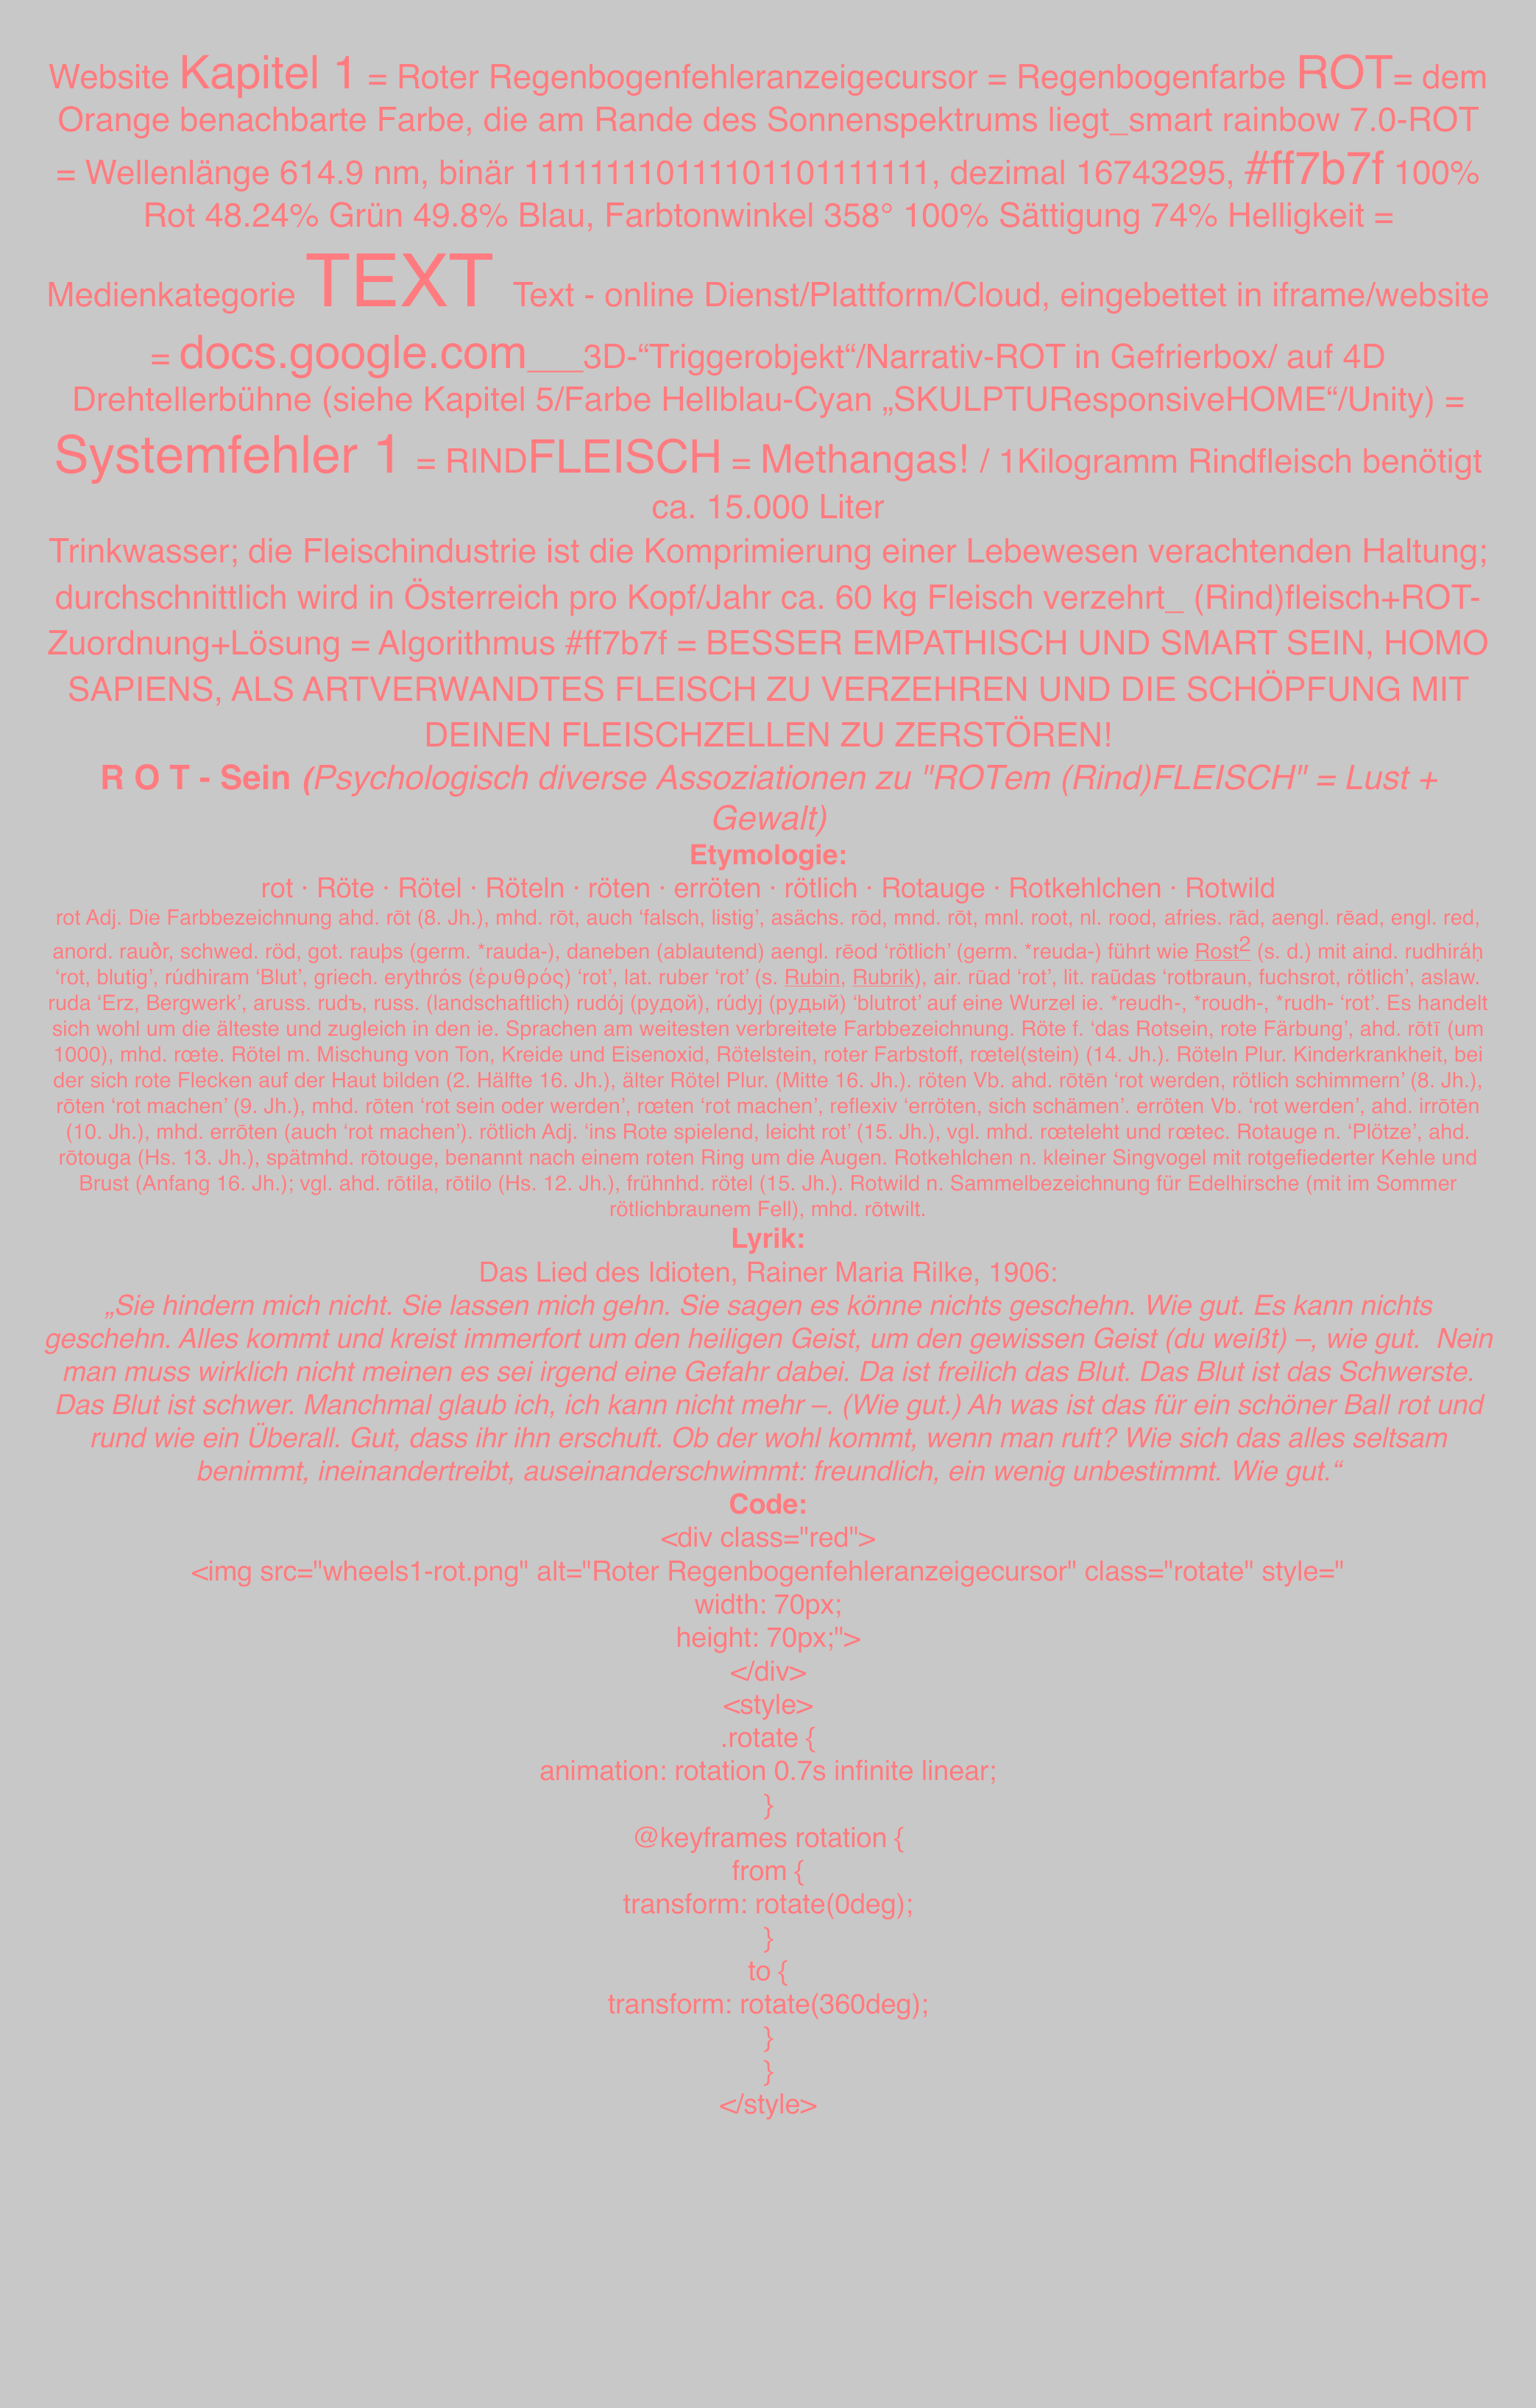 Website Kapitel 1 = Roter Regenbogenfehleranzeigecursor = Regenbogenfarbe ROT= dem
Orange benachbarte Farbe, die am Rande des Sonnenspektrums liegt_smart rainbow 7.0-ROT
= Wellenlänge 614.9 nm, binär 111111110111101101111111, dezimal 16743295, #ff7b7f 100%
Rot 48.24% Grün 49.8% Blau, Farbtonwinkel 358° 100% Sättigung 74% Helligkeit =
Medienkategorie TEXT Text - online Dienst/Plattform/Cloud, eingebettet in iframe/website
= docs.google.com___3D-“Triggerobjekt“/Narrativ-ROT in Gefrierbox/ auf 4D
Drehtellerbühne (siehe Kapitel 5/Farbe Hellblau-Cyan „SKULPTUResponsiveHOME“/Unity) =
Systemfehler 1 = RINDFLEISCH = Methangas! / 1Kilogramm Rindfleisch benötigt
ca. 15.000 Liter
Trinkwasser; die Fleischindustrie ist die Komprimierung einer Lebewesen verachtenden Haltung;
durchschnittlich wird in Österreich pro Kopf/Jahr ca. 60 kg Fleisch verzehrt_ (Rind)fleisch+ROT-
Zuordnung+Lösung = Algorithmus #ff7b7f = BESSER EMPATHISCH UND SMART SEIN, HOMO
SAPIENS, ALS ARTVERWANDTES FLEISCH ZU VERZEHREN UND DIE SCHÖPFUNG MIT
DEINEN FLEISCHZELLEN ZU ZERSTÖREN!
R O T - Sein (Psychologisch diverse Assoziationen zu "ROTem (Rind)FLEISCH" = Lust +
Gewalt)
Etymologie:
rot · Röte · Rötel · Röteln · röten · erröten · rötlich · Rotauge · Rotkehlchen · Rotwild
rot Adj. Die Farbbezeichnung ahd. rōt (8. Jh.), mhd. rōt, auch ‘falsch, listig’, asächs. rōd, mnd. rōt, mnl. root, nl. rood, afries. rād, aengl. rēad, engl. red,
anord. rauðr, schwed. röd, got. rauþs (germ. *rauda-), daneben (ablautend) aengl. rēod ‘rötlich’ (germ. *reuda-) führt wie Rost2 (s. d.) mit aind. rudhiráḥ
‘rot, blutig’, rúdhiram ‘Blut’, griech. erythrós (ἐρυθρός) ‘rot’, lat. ruber ‘rot’ (s. Rubin, Rubrik), air. rūad ‘rot’, lit. raũdas ‘rotbraun, fuchsrot, rötlich’, aslaw.
ruda ‘Erz, Bergwerk’, aruss. rudъ, russ. (landschaftlich) rudój (рудой), rúdyj (рудый) ‘blutrot’ auf eine Wurzel ie. *reudh-, *roudh-, *rudh- ‘rot’. Es handelt
sich wohl um die älteste und zugleich in den ie. Sprachen am weitesten verbreitete Farbbezeichnung. Röte f. ‘das Rotsein, rote Färbung’, ahd. rōtī (um
1000), mhd. rœte. Rötel m. Mischung von Ton, Kreide und Eisenoxid, Rötelstein, roter Farbstoff, rœtel(stein) (14. Jh.). Röteln Plur. Kinderkrankheit, bei
der sich rote Flecken auf der Haut bilden (2. Hälfte 16. Jh.), älter Rötel Plur. (Mitte 16. Jh.). röten Vb. ahd. rōtēn ‘rot werden, rötlich schimmern’ (8. Jh.),
rōten ‘rot machen’ (9. Jh.), mhd. rōten ‘rot sein oder werden’, rœten ‘rot machen’, reflexiv ‘erröten, sich schämen’. erröten Vb. ‘rot werden’, ahd. irrōtēn
(10. Jh.), mhd. errōten (auch ‘rot machen’). rötlich Adj. ‘ins Rote spielend, leicht rot’ (15. Jh.), vgl. mhd. rœteleht und rœtec. Rotauge n. ‘Plötze’, ahd.
rōtouga (Hs. 13. Jh.), spätmhd. rōtouge, benannt nach einem roten Ring um die Augen. Rotkehlchen n. kleiner Singvogel mit rotgefiederter Kehle und
Brust (Anfang 16. Jh.); vgl. ahd. rōtila, rōtilo (Hs. 12. Jh.), frühnhd. rötel (15. Jh.). Rotwild n. Sammelbezeichnung für Edelhirsche (mit im Sommer
rötlichbraunem Fell), mhd. rōtwilt.
Lyrik:
Das Lied des Idioten, Rainer Maria Rilke, 1906:
„Sie hindern mich nicht. Sie lassen mich gehn. Sie sagen es könne nichts geschehn. Wie gut. Es kann nichts
geschehn. Alles kommt und kreist immerfort um den heiligen Geist, um den gewissen Geist (du weißt) –, wie gut. Nein
man muss wirklich nicht meinen es sei irgend eine Gefahr dabei. Da ist freilich das Blut. Das Blut ist das Schwerste.
Das Blut ist schwer. Manchmal glaub ich, ich kann nicht mehr –. (Wie gut.) Ah was ist das für ein schöner Ball rot und
rund wie ein Überall. Gut, dass ihr ihn erschuft. Ob der wohl kommt, wenn man ruft? Wie sich das alles seltsam
benimmt, ineinandertreibt, auseinanderschwimmt: freundlich, ein wenig unbestimmt. Wie gut.“
Code:
<div class="red">
<img src="wheels1-rot.png" alt="Roter Regenbogenfehleranzeigecursor" class="rotate" style="
width: 70px;
height: 70px;">
</div>
<style>
.rotate {
animation: rotation 0.7s infinite linear;
}
@keyframes rotation {
from {
transform: rotate(0deg);
}
to {
transform: rotate(360deg);
}
}
</style>